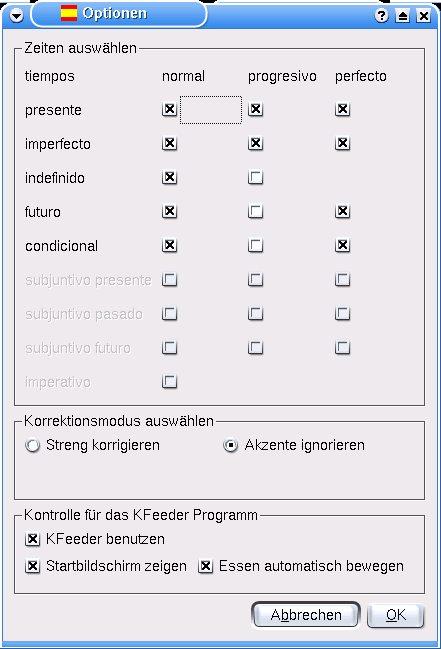 Optionen
Zeiten auswählen
tiempos normal progresivo perfecto
presente
imperfecto
indefinido
futuro
condicional
subjuntivo presente
subjuntivo pasado
subjuntivo futuro
imperativo
Korrektionsmodus auswählen
Streng korrigieren Akzente ignorieren
Kontrolle für das KFeeder Programm
KFeeder benutzen
Startbildschirm zeigen Essen automatisch bewegen
Abbrechen OK